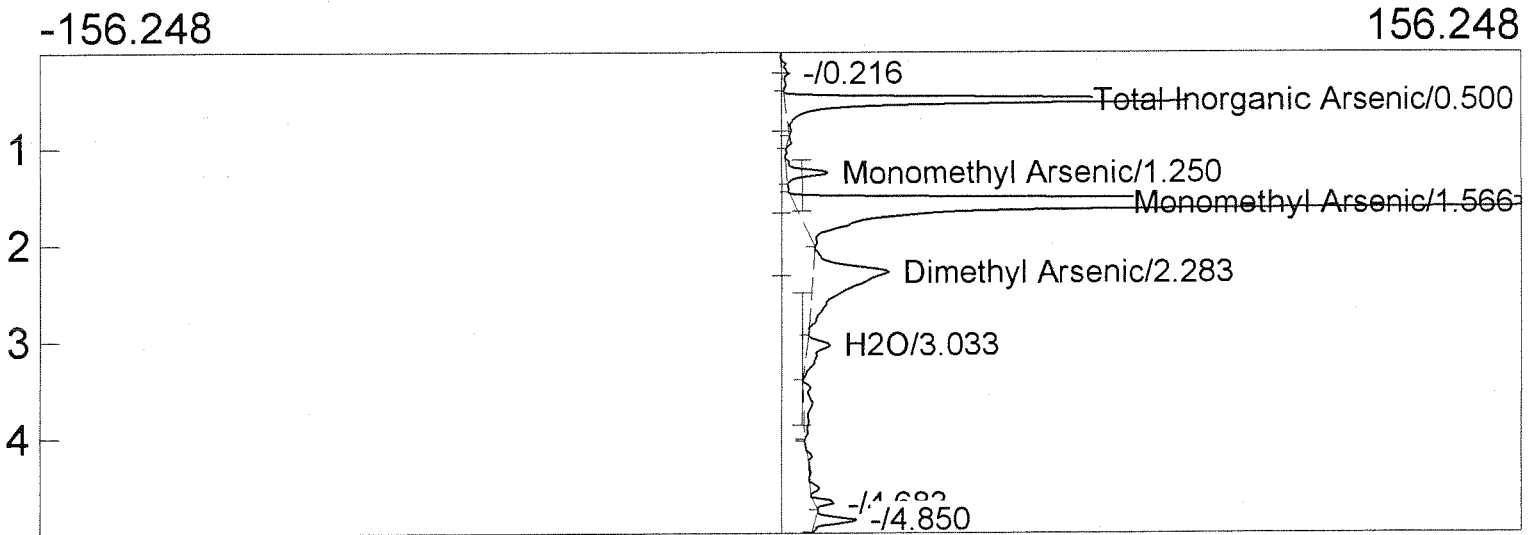 -156.248 156.248
-/0.216
Total Inorganic Arsenic/0.500
1
Monomethyl Arsenic/1.250
Monomethyl Arsenic/1.566
2
Dimethyl Arsenic/2.283
3
H2O/3.033
4
-/4.850